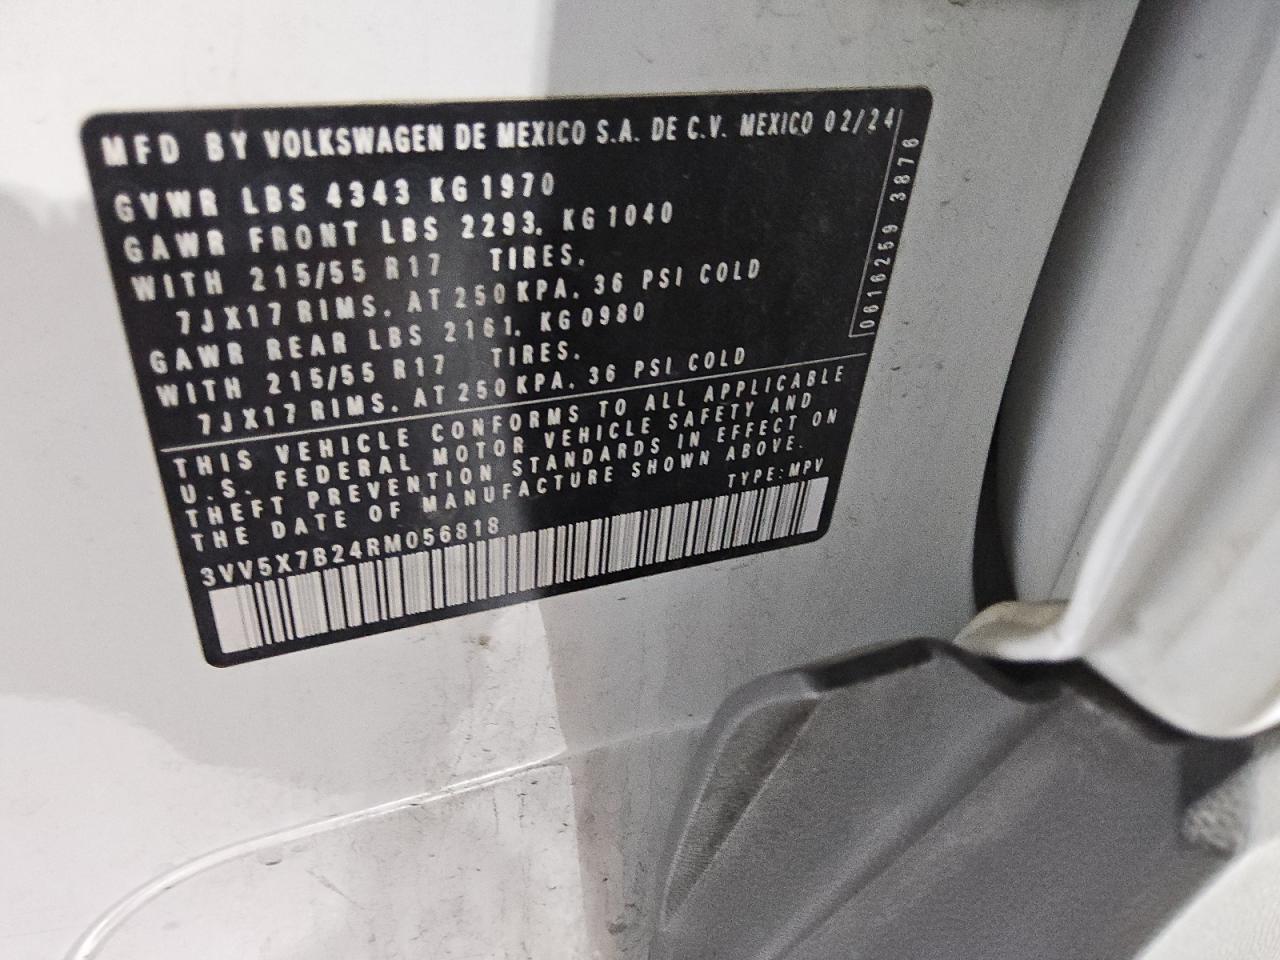 MFD BY VOLKSWAGEN DE MEXICO S.A. DE C.V. MEXICO 02/24
GVWR LBS 4343 KG 1970
GAWR FRONT LBS 2293, KG 1040
WITH 215/55 R17 TIRES,
7JX17 RIMS, AT 250 KPA, 36 PSI COLD
GAWR REAR LBS 2161, KG 0980
WITH 215/55 R17 TIRES,
7JX17 RIMS, AT 250 KPA, 36 PSI COLD
THIS VEHICLE CONFORMS TO ALL APPLICABLE
U.S. FEDERAL MOTOR VEHICLE SAFETY AND
THEFT PREVENTION STANDARDS IN EFFECT ON
THE DATE OF MANUFACTURE SHOWN ABOVE.
TYPE: MPV
3VV5X7B24RM056818
0616259 3876